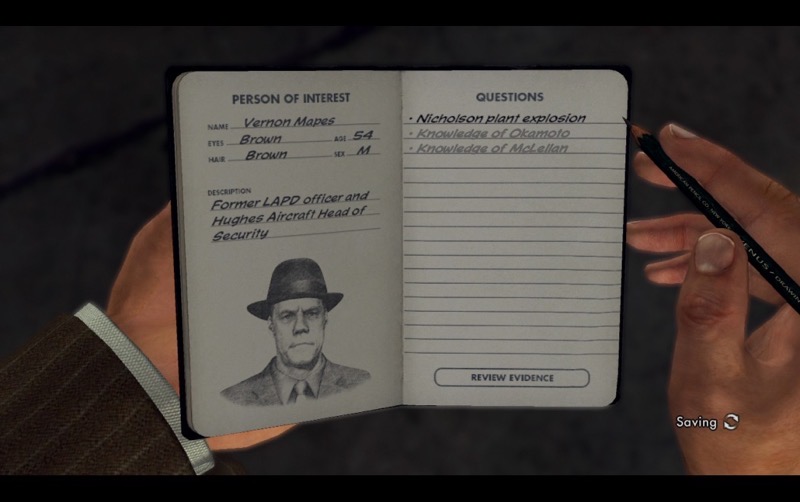 PERSON OF INTEREST
NAME Vernon Mapes
EYES Brown AGE 54
HAIR Brown SEX M
DESCRIPTION
Former LAPD officer and
Hughes Aircraft Head of
Security
QUESTIONS
• Nicholson plant explosion
• Knowledge of Okamoto
• Knowledge of McLellan
REVIEW EVIDENCE
VENUS
Saving